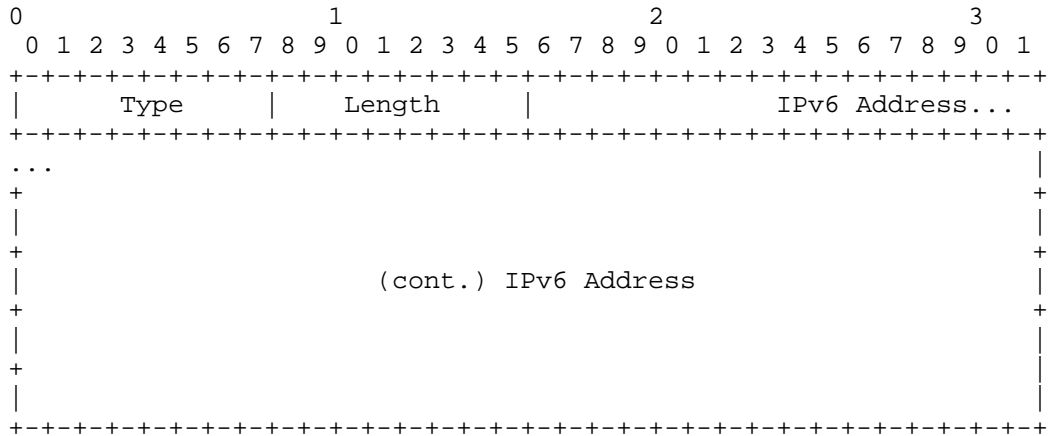 0                   1                   2                   3
 0 1 2 3 4 5 6 7 8 9 0 1 2 3 4 5 6 7 8 9 0 1 2 3 4 5 6 7 8 9 0 1
+-+-+-+-+-+-+-+-+-+-+-+-+-+-+-+-+-+-+-+-+-+-+-+-+-+-+-+-+-+-+-+-+
|      Type     |    Length     |               IPv6 Address...
+-+-+-+-+-+-+-+-+-+-+-+-+-+-+-+-+-+-+-+-+-+-+-+-+-+-+-+-+-+-+-+-+
...                                                             |
+                                                               +
|                                                               |
+                                                               +
|                      (cont.) IPv6 Address                     |
+                                                               +
|                                                               |
+                                                               |
|                                                               |
+-+-+-+-+-+-+-+-+-+-+-+-+-+-+-+-+-+-+-+-+-+-+-+-+-+-+-+-+-+-+-+-+